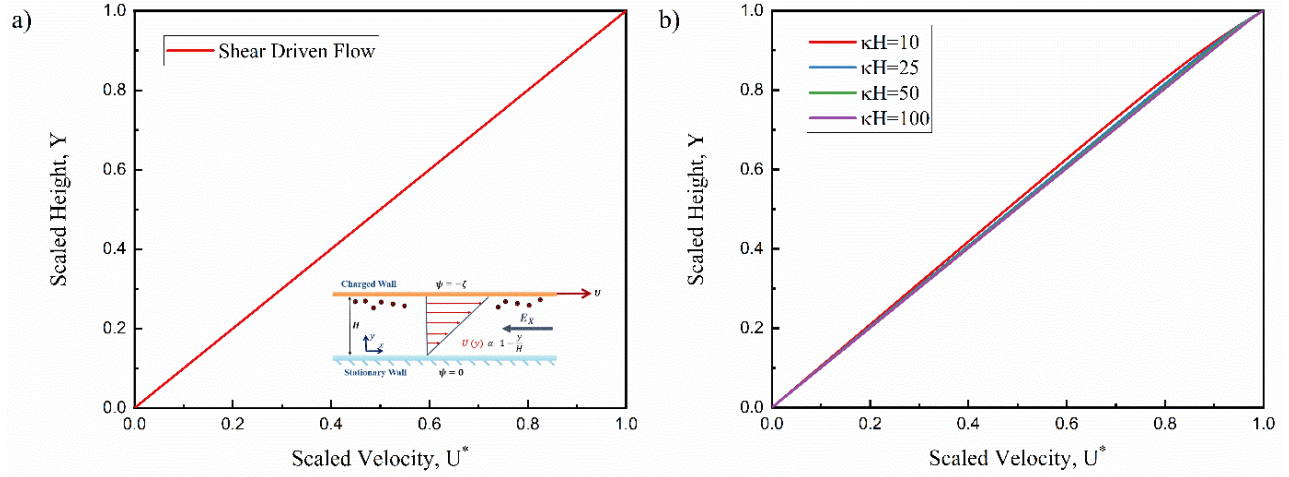 a)
1.0
0.8
0.6
0.4
0.2
0.0
Scaled Height, Y
Shear Driven Flow
Charged Wall
ψ = −ζ
U
H
E_X
y
x
U (y) α 1 − y/H
Stationary Wall
ψ = 0
0.0 0.2 0.4 0.6 0.8 1.0
Scaled Velocity, U*
b)
1.0
0.8
0.6
0.4
0.2
0.0
Scaled Height, Y
κH=10
κH=25
κH=50
κH=100
0.0 0.2 0.4 0.6 0.8 1.0
Scaled Velocity, U*